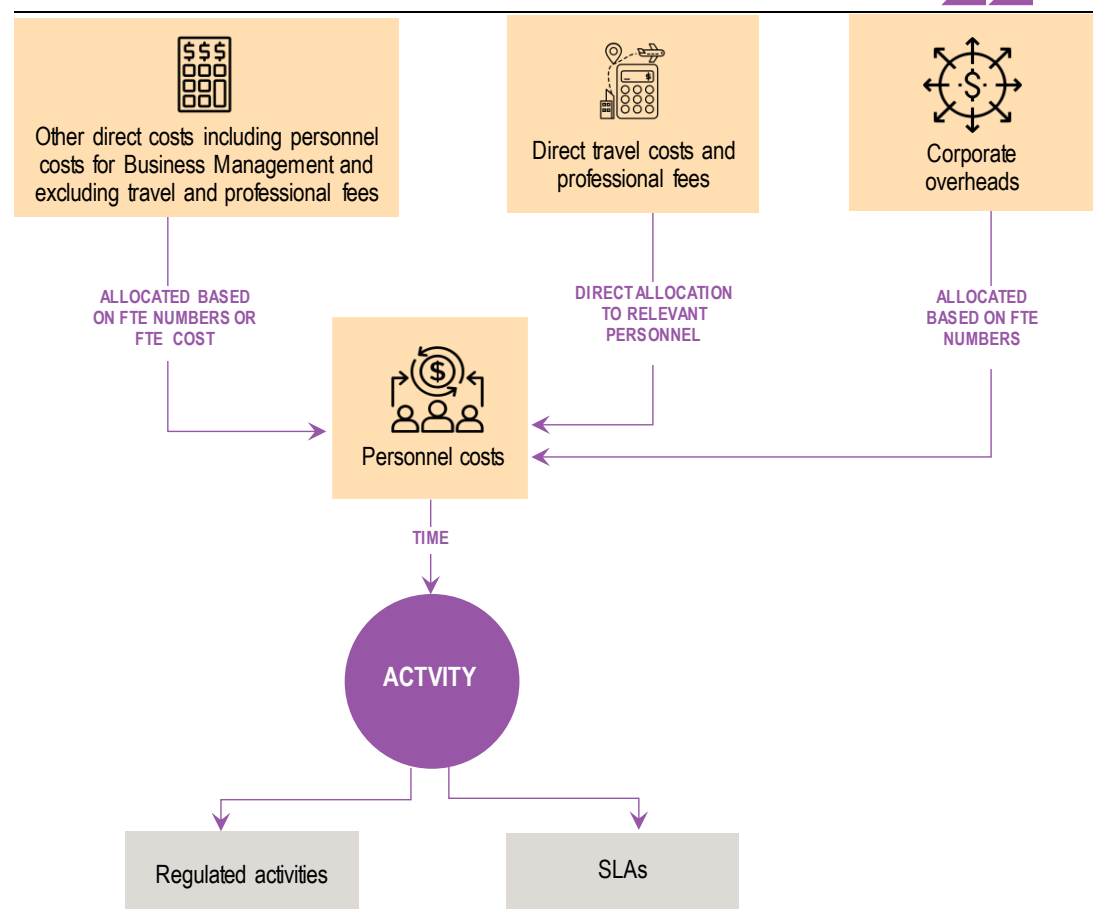 $$$
Other direct costs including personnel
costs for Business Management and
excluding travel and professional fees
$
Direct travel costs and
professional fees
$
Corporate
overheads
ALLOCATED BASED
ON FTE NUMBERS OR
FTE COST
DIRECT ALLOCATION
TO RELEVANT
PERSONNEL
ALLOCATED
BASED ON FTE
NUMBERS
$
Personnel costs
TIME
ACTVITY
Regulated activities
SLAs